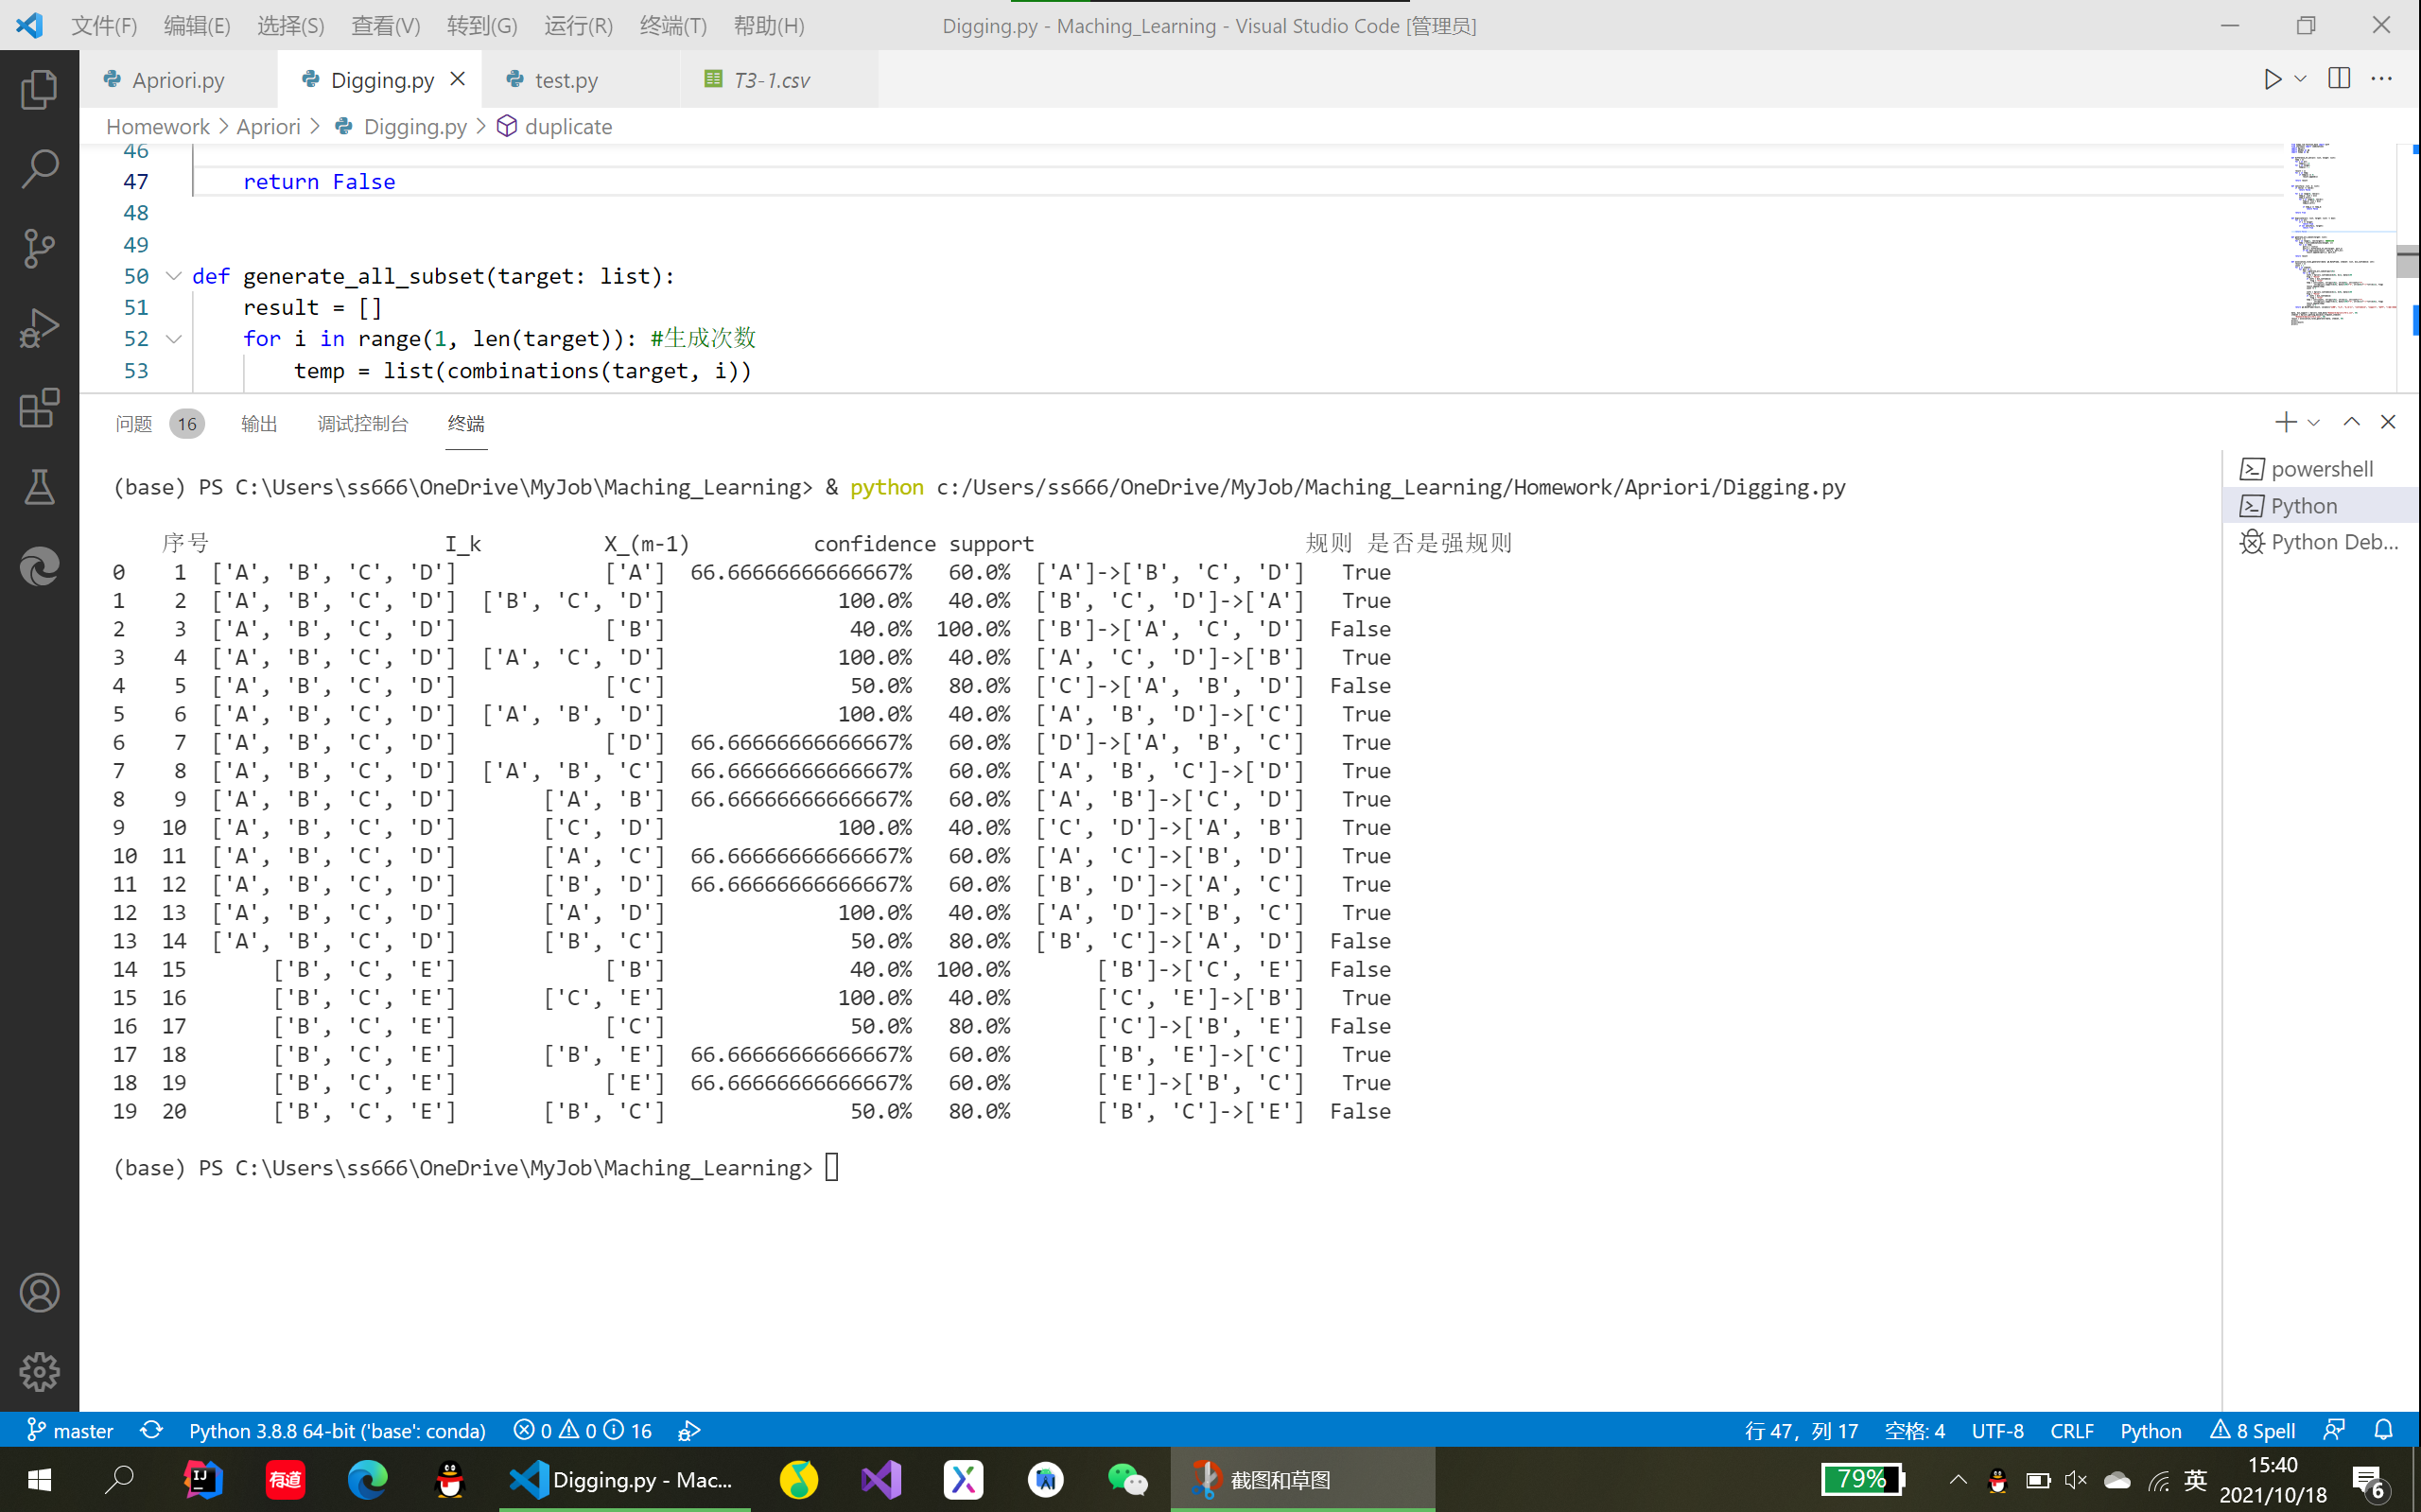 文件(F) 编辑(E) 选择(S) 查看(V) 转到(G) 运行(R) 终端(T) 帮助(H) Digging.py - Maching_Learning - Visual Studio Code [管理员]
Apriori.py Digging.py test.py T3-1.csv
Homework > Apriori > Digging.py > duplicate
46
47 return False
48
49
50 def generate_all_subset(target: list):
51 result = []
52 for i in range(1, len(target)): #生成次数
53 temp = list(combinations(target, i))
问题 16 输出 调试控制台 终端
(base) PS C:\Users\ss666\OneDrive\MyJob\Maching_Learning> & python c:/Users/ss666/OneDrive/MyJob/Maching_Learning/Homework/Apriori/Digging.py
序号 I_k X_(m-1) confidence support 规则 是否是强规则
0 1 ['A', 'B', 'C', 'D'] ['A'] 66.66666666666667% 60.0% ['A']->['B', 'C', 'D'] True
1 2 ['A', 'B', 'C', 'D'] ['B', 'C', 'D'] 100.0% 40.0% ['B', 'C', 'D']->['A'] True
2 3 ['A', 'B', 'C', 'D'] ['B'] 40.0% 100.0% ['B']->['A', 'C', 'D'] False
3 4 ['A', 'B', 'C', 'D'] ['A', 'C', 'D'] 100.0% 40.0% ['A', 'C', 'D']->['B'] True
4 5 ['A', 'B', 'C', 'D'] ['C'] 50.0% 80.0% ['C']->['A', 'B', 'D'] False
5 6 ['A', 'B', 'C', 'D'] ['A', 'B', 'D'] 100.0% 40.0% ['A', 'B', 'D']->['C'] True
6 7 ['A', 'B', 'C', 'D'] ['D'] 66.66666666666667% 60.0% ['D']->['A', 'B', 'C'] True
7 8 ['A', 'B', 'C', 'D'] ['A', 'B', 'C'] 66.66666666666667% 60.0% ['A', 'B', 'C']->['D'] True
8 9 ['A', 'B', 'C', 'D'] ['A', 'B'] 66.66666666666667% 60.0% ['A', 'B']->['C', 'D'] True
9 10 ['A', 'B', 'C', 'D'] ['C', 'D'] 100.0% 40.0% ['C', 'D']->['A', 'B'] True
10 11 ['A', 'B', 'C', 'D'] ['A', 'C'] 66.66666666666667% 60.0% ['A', 'C']->['B', 'D'] True
11 12 ['A', 'B', 'C', 'D'] ['B', 'D'] 66.66666666666667% 60.0% ['B', 'D']->['A', 'C'] True
12 13 ['A', 'B', 'C', 'D'] ['A', 'D'] 100.0% 40.0% ['A', 'D']->['B', 'C'] True
13 14 ['A', 'B', 'C', 'D'] ['B', 'C'] 50.0% 80.0% ['B', 'C']->['A', 'D'] False
14 15 ['B', 'C', 'E'] ['B'] 40.0% 100.0% ['B']->['C', 'E'] False
15 16 ['B', 'C', 'E'] ['C', 'E'] 100.0% 40.0% ['C', 'E']->['B'] True
16 17 ['B', 'C', 'E'] ['C'] 50.0% 80.0% ['C']->['B', 'E'] False
17 18 ['B', 'C', 'E'] ['B', 'E'] 66.66666666666667% 60.0% ['B', 'E']->['C'] True
18 19 ['B', 'C', 'E'] ['E'] 66.66666666666667% 60.0% ['E']->['B', 'C'] True
19 20 ['B', 'C', 'E'] ['B', 'C'] 50.0% 80.0% ['B', 'C']->['E'] False
(base) PS C:\Users\ss666\OneDrive\MyJob\Maching_Learning>
powershell
Python
Python Deb...
master Python 3.8.8 64-bit ('base': conda) 0 0 16 行 47, 列 17 空格: 4 UTF-8 CRLF Python 8 Spell
IJ 有道 Digging.py - Mac... 截图和草图 79% 英 15:40
2021/10/18 6